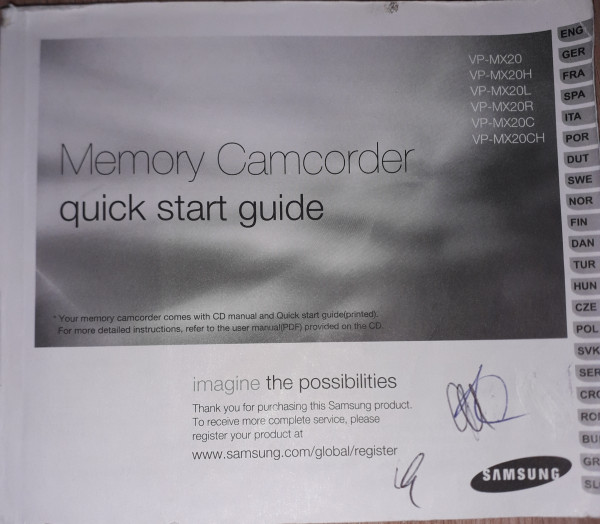 VP-MX20
VP-MX20H
VP-MX20L
VP-MX20R
VP-MX20C
VP-MX20CH
Memory Camcorder
quick start guide
* Your memory camcorder comes with CD manual and Quick start guide(printed).
For more detailed instructions, refer to the user manual(PDF) provided on the CD.
imagine the possibilities
Thank you for purchasing this Samsung product.
To receive more complete service, please
register your product at
www.samsung.com/global/register
SAMSUNG
ENG
GER
FRA
SPA
ITA
POR
DUT
SWE
NOR
FIN
DAN
TUR
HUN
CZE
POL
SVK
SER